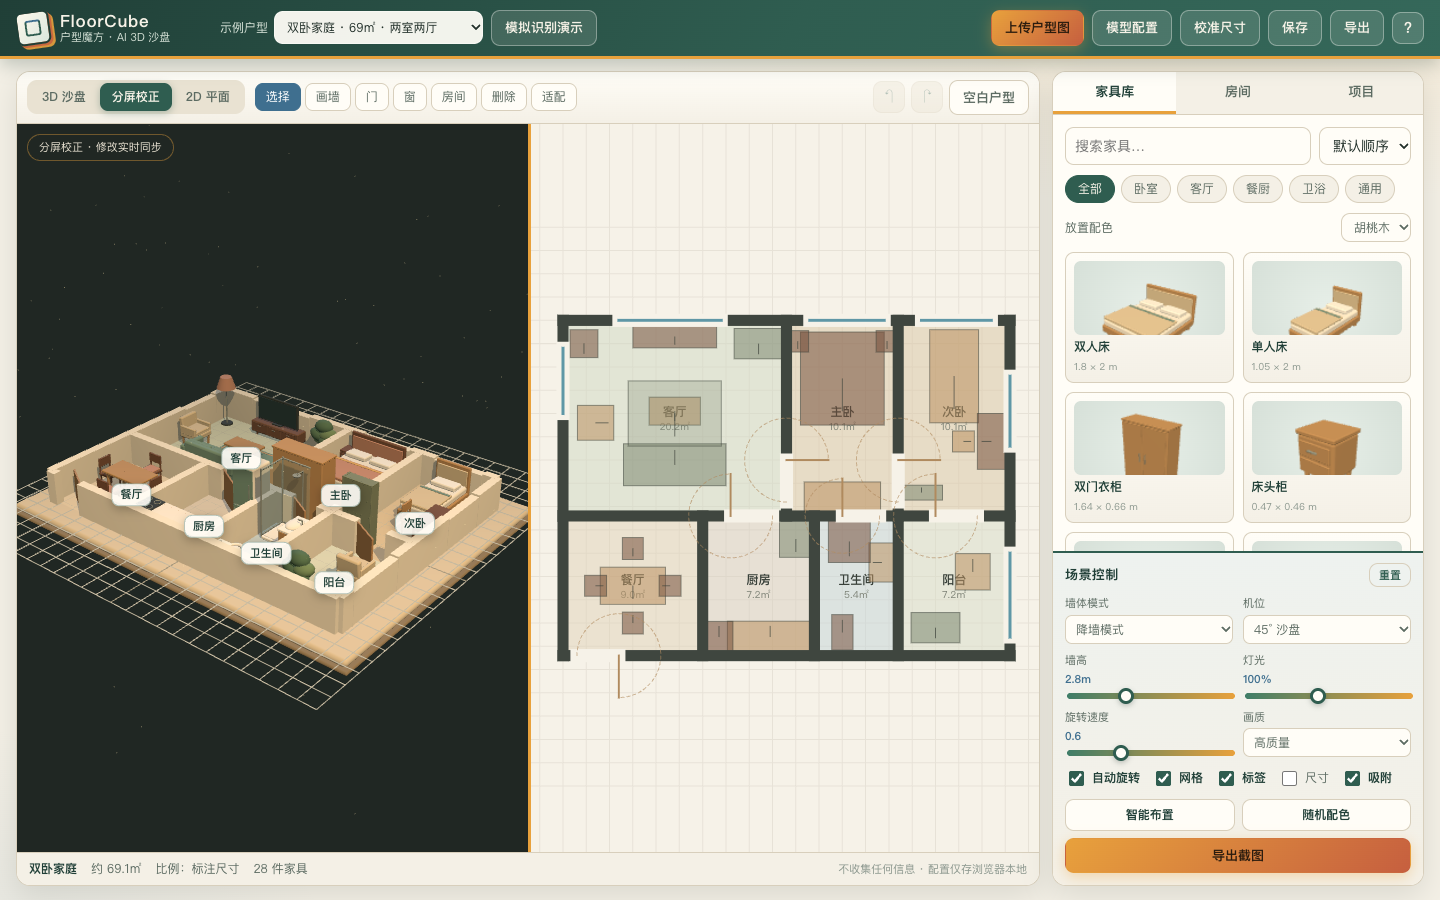 FloorCube
户型魔方 · AI 3D 沙盘
示例户型
双卧家庭 · 69㎡ · 两室两厅
模拟识别演示
上传户型图
模型配置
校准尺寸
保存
导出
?
3D 沙盘
分屏校正
2D 平面
选择
画墙
门
窗
房间
删除
适配
空白户型
分屏校正 · 修改实时同步
客厅
餐厅
主卧
厨房
次卧
卫生间
阳台
客厅
20.2㎡
主卧
10.1㎡
次卧
10.1㎡
餐厅
9.0㎡
厨房
7.2㎡
卫生间
5.4㎡
阳台
7.2㎡
双卧家庭
约 69.1㎡
比例：标注尺寸
28 件家具
不收集任何信息 · 配置仅存浏览器本地
家具库
房间
项目
搜索家具...
默认顺序
全部
卧室
客厅
餐厨
卫浴
通用
放置配色
胡桃木
双人床
1.8 × 2 m
单人床
1.05 × 2 m
双门衣柜
1.64 × 0.66 m
床头柜
0.47 × 0.46 m
场景控制
重置
墙体模式
机位
降墙模式
45° 沙盘
墙高
灯光
2.8m
100%
旋转速度
画质
0.6
高质量
自动旋转
网格
标签
尺寸
吸附
智能布置
随机配色
导出截图